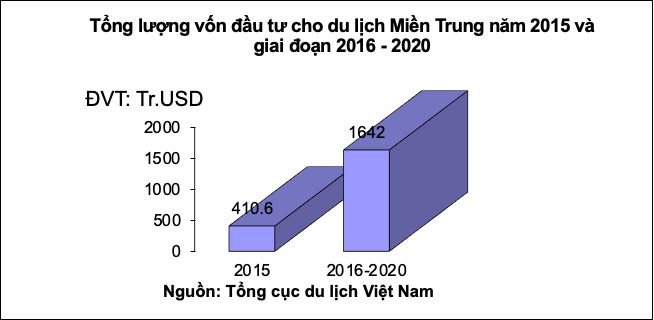 Tổng lượng vốn đầu tư cho du lịch Miền Trung năm 2015 và
giai đoạn 2016 - 2020
ĐVT: Tr.USD
2000
1500
1000
500
0
410.6
1642
2015
2016-2020
Nguồn: Tổng cục du lịch Việt Nam